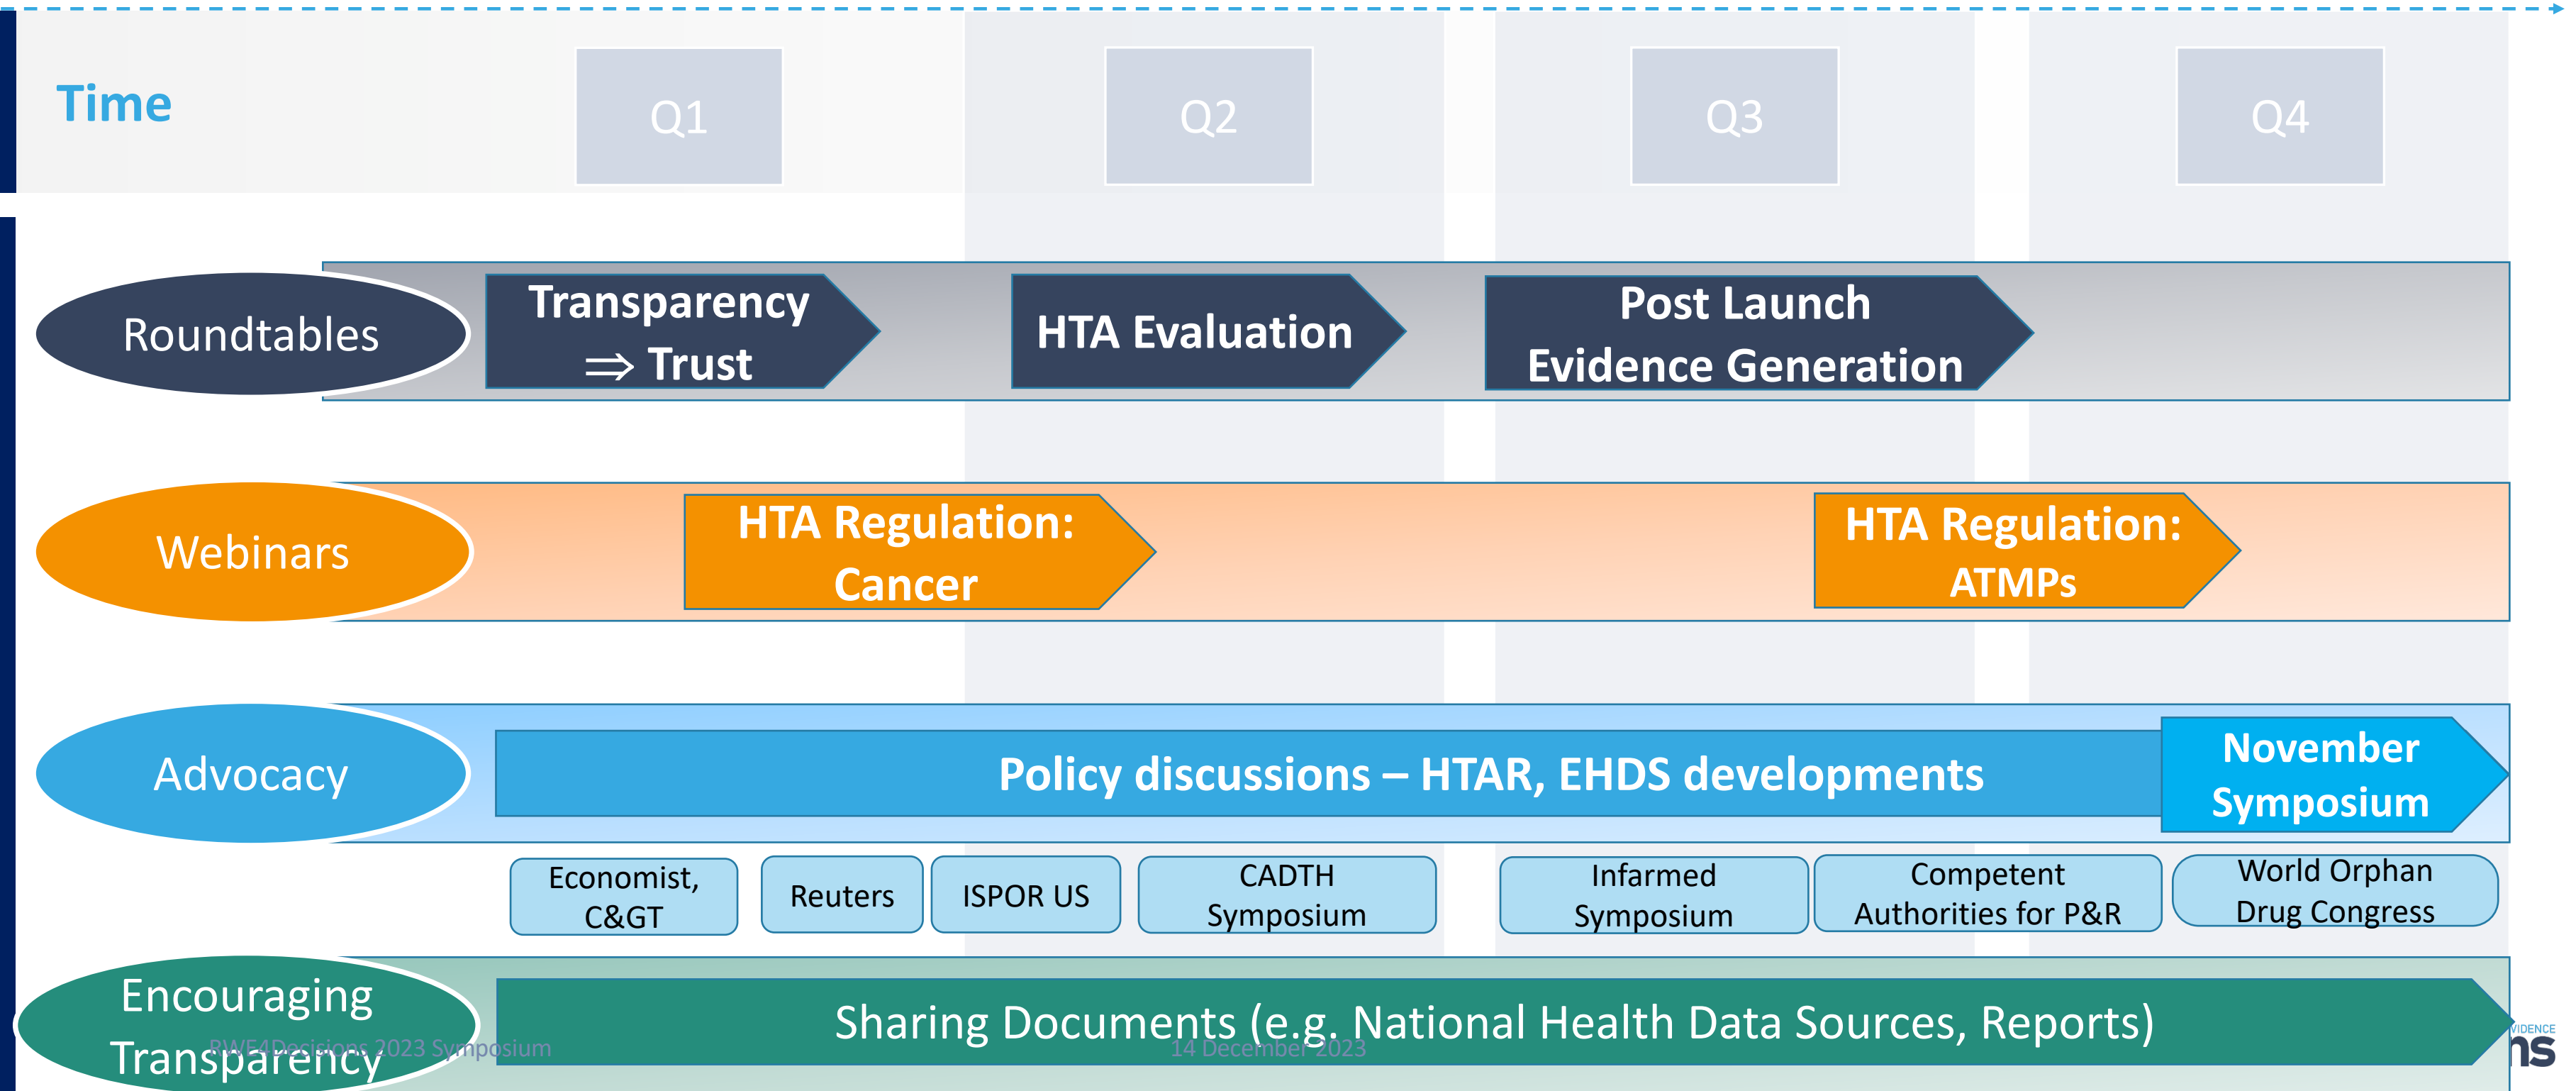 Time
Q1
Q2
Q3
Q4
Roundtables
Transparency
⇒ Trust
HTA Evaluation
Post Launch
Evidence Generation
Webinars
HTA Regulation:
Cancer
HTA Regulation:
ATMPs
Advocacy
Policy discussions – HTAR, EHDS developments
November
Symposium
Economist,
C&GT
Reuters
ISPOR US
CADTH
Symposium
Infarmed
Symposium
Competent
Authorities for P&R
World Orphan
Drug Congress
Encouraging
Transparency
Sharing Documents (e.g. National Health Data Sources, Reports)
RWE4Decisions 2023 Symposium
14 December 2023